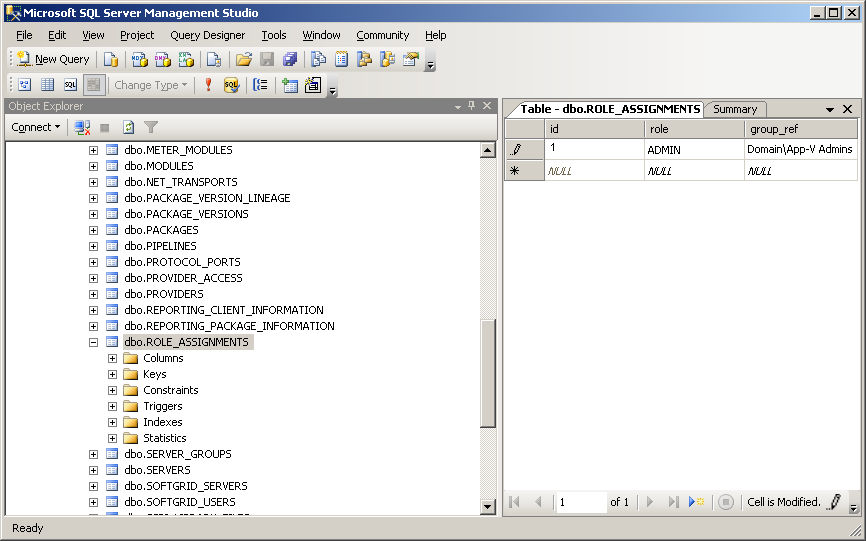 Microsoft SQL Server Management Studio
File Edit View Project Query Designer Tools Window Community Help
New Query
Change Type
Object Explorer
Connect
dbo.METER_MODULES
dbo.MODULES
dbo.NET_TRANSPORTS
dbo.PACKAGE_VERSION_LINEAGE
dbo.PACKAGE_VERSIONS
dbo.PACKAGES
dbo.PIPELINES
dbo.PROTOCOL_PORTS
dbo.PROVIDER_ACCESS
dbo.PROVIDERS
dbo.REPORTING_CLIENT_INFORMATION
dbo.REPORTING_PACKAGE_INFORMATION
dbo.ROLE_ASSIGNMENTS
Columns
Keys
Constraints
Triggers
Indexes
Statistics
dbo.SERVER_GROUPS
dbo.SERVERS
dbo.SOFTGRID_SERVERS
dbo.SOFTGRID_USERS
Table - dbo.ROLE_ASSIGNMENTS Summary
id role group_ref
1 ADMIN Domain\App-V Admins
NULL NULL NULL
1 of 1 Cell is Modified.
Ready